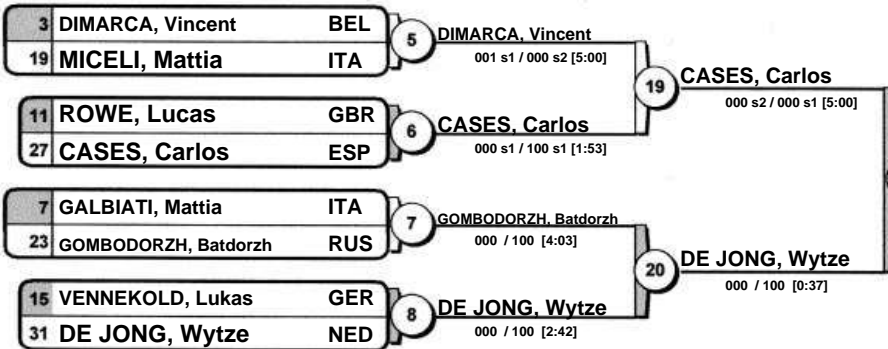 3 DIMARCA, Vincent BEL
19 MICELI, Mattia ITA
5
DIMARCA, Vincent
001 s1 / 000 s2 [5:00]
11 ROWE, Lucas GBR
27 CASES, Carlos ESP
6
CASES, Carlos
000 s1 / 100 s1 [1:53]
19
CASES, Carlos
000 s2 / 000 s1 [5:00]
7 GALBIATI, Mattia ITA
23 GOMBODORZH, Batdorzh RUS
7
GOMBODORZH, Batdorzh
000 / 100 [4:03]
15 VENNEKOLD, Lukas GER
31 DE JONG, Wytze NED
8
DE JONG, Wytze
000 / 100 [2:42]
20
DE JONG, Wytze
000 / 100 [0:37]